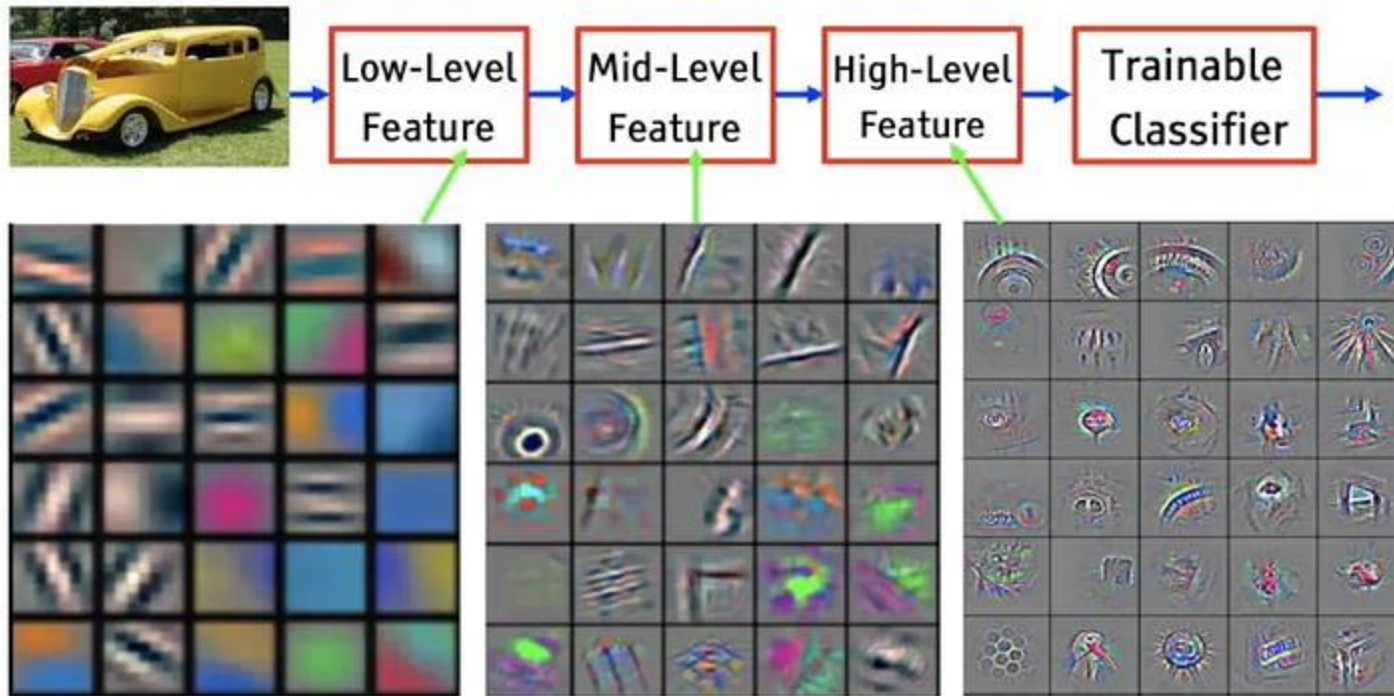 Low-Level
Feature
Mid-Level
Feature
High-Level
Feature
Trainable
Classifier